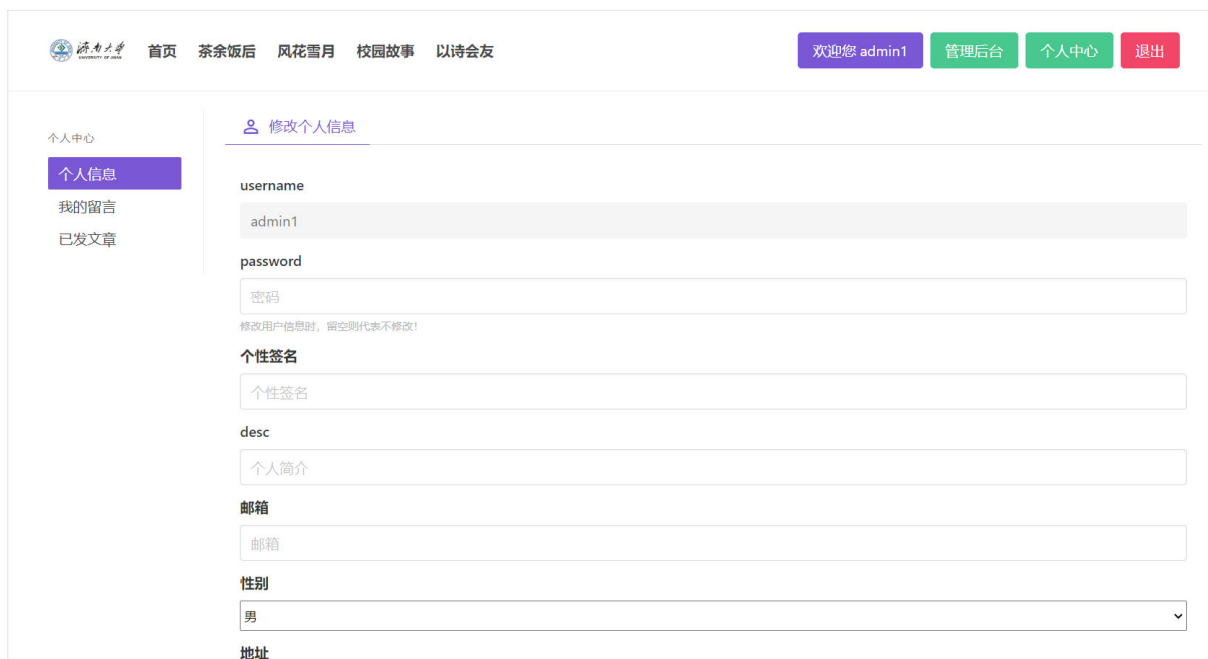 济南大学 首页 茶余饭后 风花雪月 校园故事 以诗会友 欢迎您 admin1 管理后台 个人中心 退出
UNIVERSITY OF JINAN
个人中心
个人信息
我的留言
已发文章
修改个人信息
username
admin1
password
密码
修改用户信息时，留空则代表不修改!
个性签名
个性签名
desc
个人简介
邮箱
邮箱
性别
男
地址